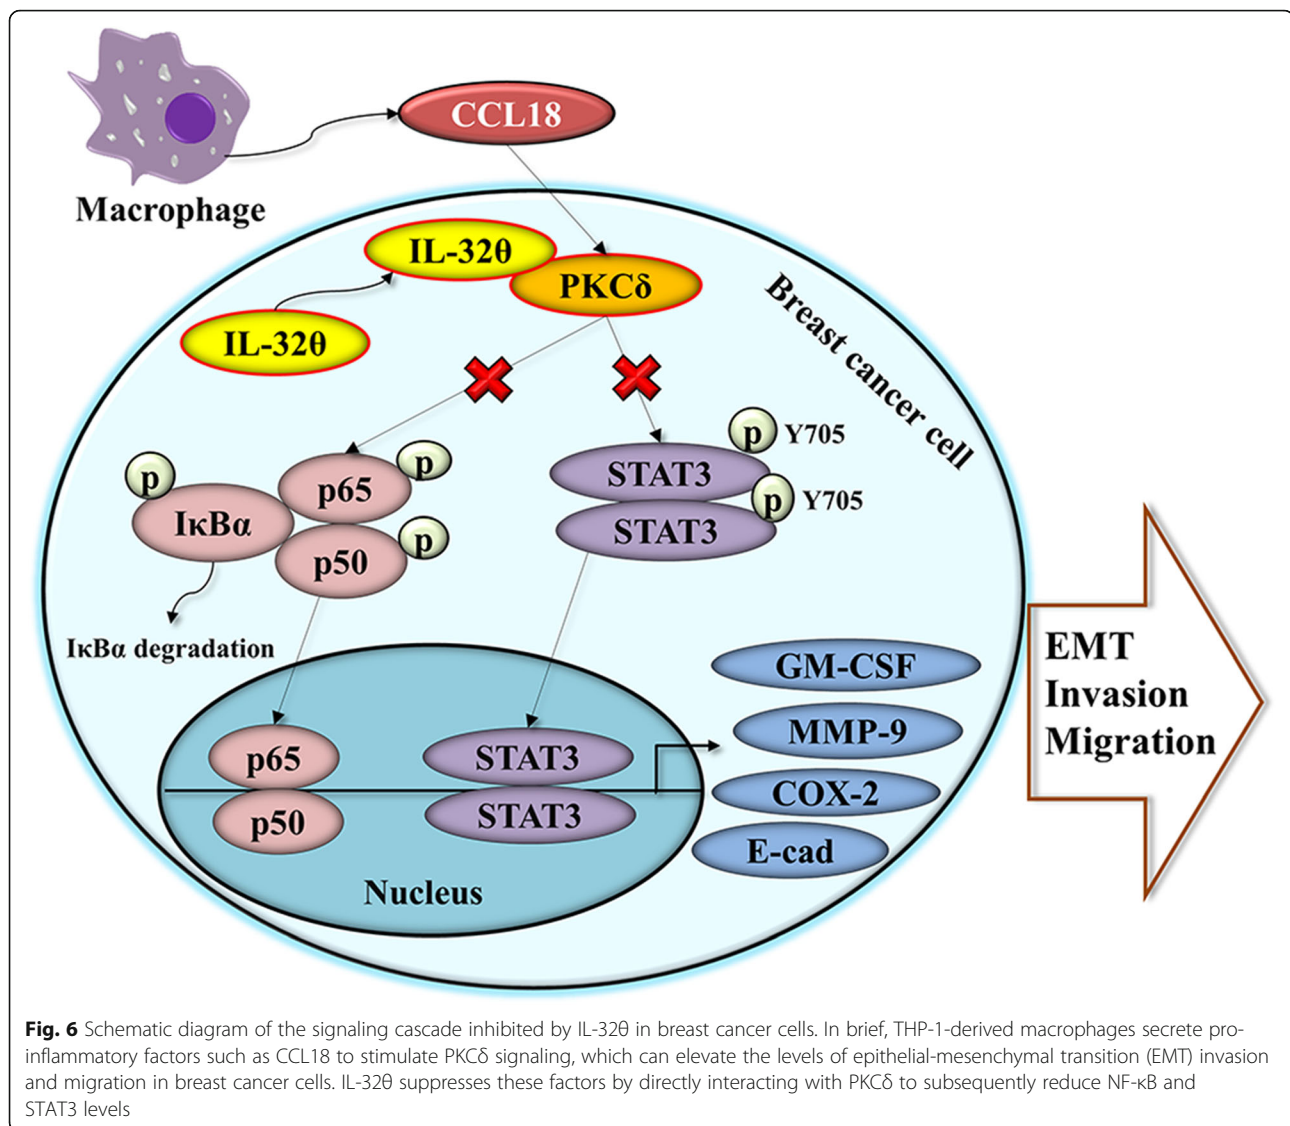 CCL18
Macrophage
IL-32θ
PKCδ
IL-32θ
Breast cancer cell
p
Y705
p
p65
STAT3
p
p
Y705
IκBα
STAT3
p
p50
IκBα degradation
GM-CSF
EMT
Invasion
Migration
MMP-9
p65
STAT3
COX-2
p50
STAT3
E-cad
Nucleus
Fig. 6 Schematic diagram of the signaling cascade inhibited by IL-32θ in breast cancer cells. In brief, THP-1-derived macrophages secrete pro-
inflammatory factors such as CCL18 to stimulate PKCδ signaling, which can elevate the levels of epithelial-mesenchymal transition (EMT) invasion
and migration in breast cancer cells. IL-32θ suppresses these factors by directly interacting with PKCδ to subsequently reduce NF-κB and
STAT3 levels